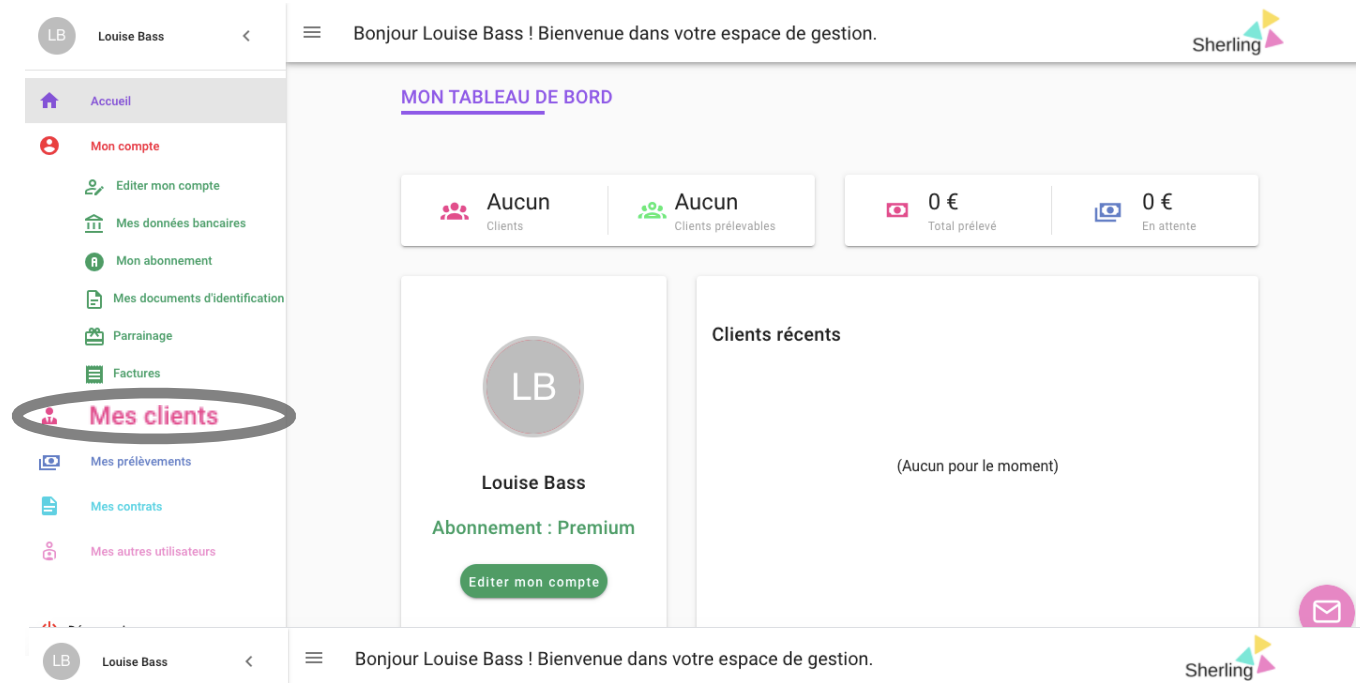 LB
Louise Bass
Bonjour Louise Bass ! Bienvenue dans votre espace de gestion.
Sherling
Accueil
Mon compte
Editer mon compte
Mes données bancaires
Mon abonnement
Mes documents d'identification
Parrainage
Factures
Mes clients
Mes prélèvements
Mes contrats
Mes autres utilisateurs
MON TABLEAU DE BORD
Aucun
Clients
Aucun
Clients prélevables
0 €
Total prélevé
0 €
En attente
LB
Louise Bass
Abonnement : Premium
Editer mon compte
Clients récents
(Aucun pour le moment)
LB
Louise Bass
Bonjour Louise Bass ! Bienvenue dans votre espace de gestion.
Sherling